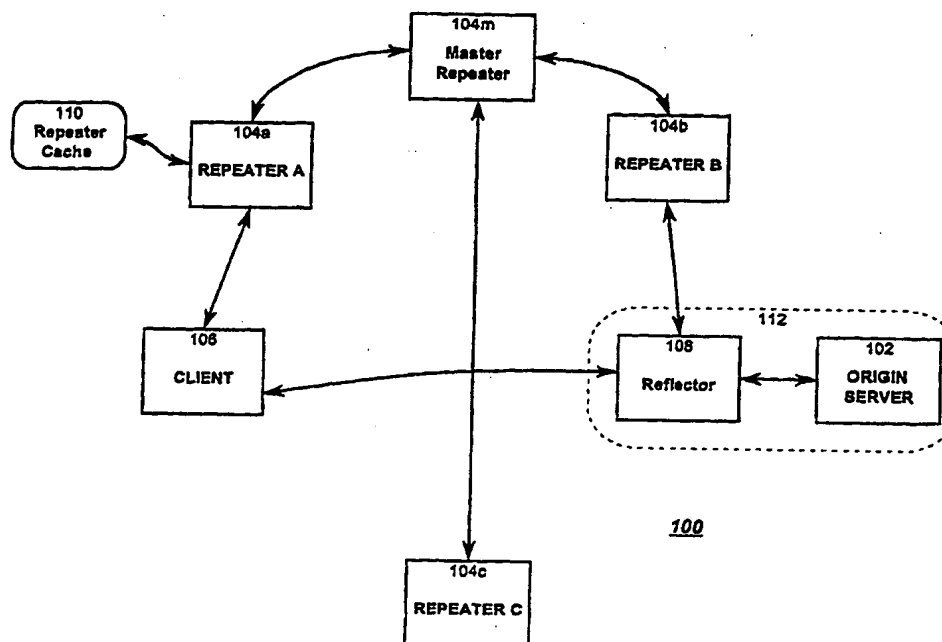 104m
Master
Repeater
110
Repeater
Cache
104a
REPEATER A
104b
REPEATER B
106
CLIENT
112
108
Reflector
102
ORIGIN
SERVER
100
104c
REPEATER C